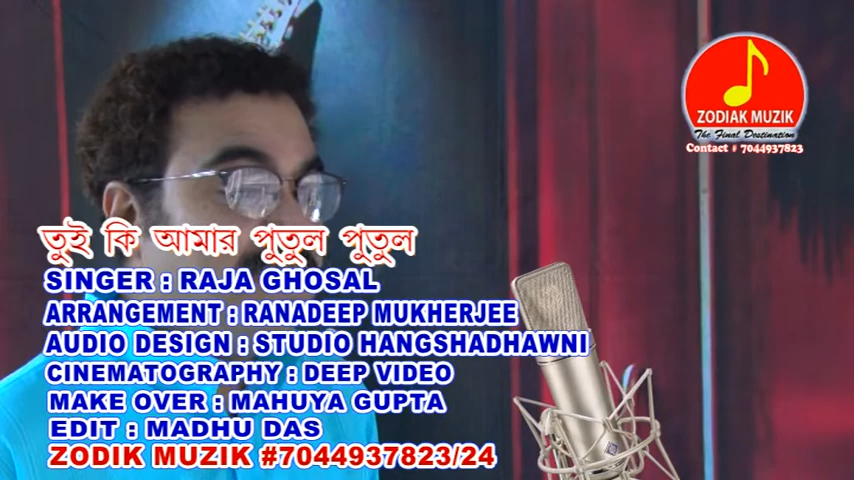 ZODIAK MUZIK
The Final Destination
Contact # 7044937823
তুই কি আমার পুতুল পুতুল
SINGER : RAJA GHOSAL
ARRANGEMENT : RANADEEP MUKHERJEE
AUDIO DESIGN : STUDIO HANGSHADHAWNI
CINEMATOGRAPHY : DEEP VIDEO
MAKE OVER : MAHUYA GUPTA
EDIT : MADHU DAS
ZODIK MUZIK #7044937823/24